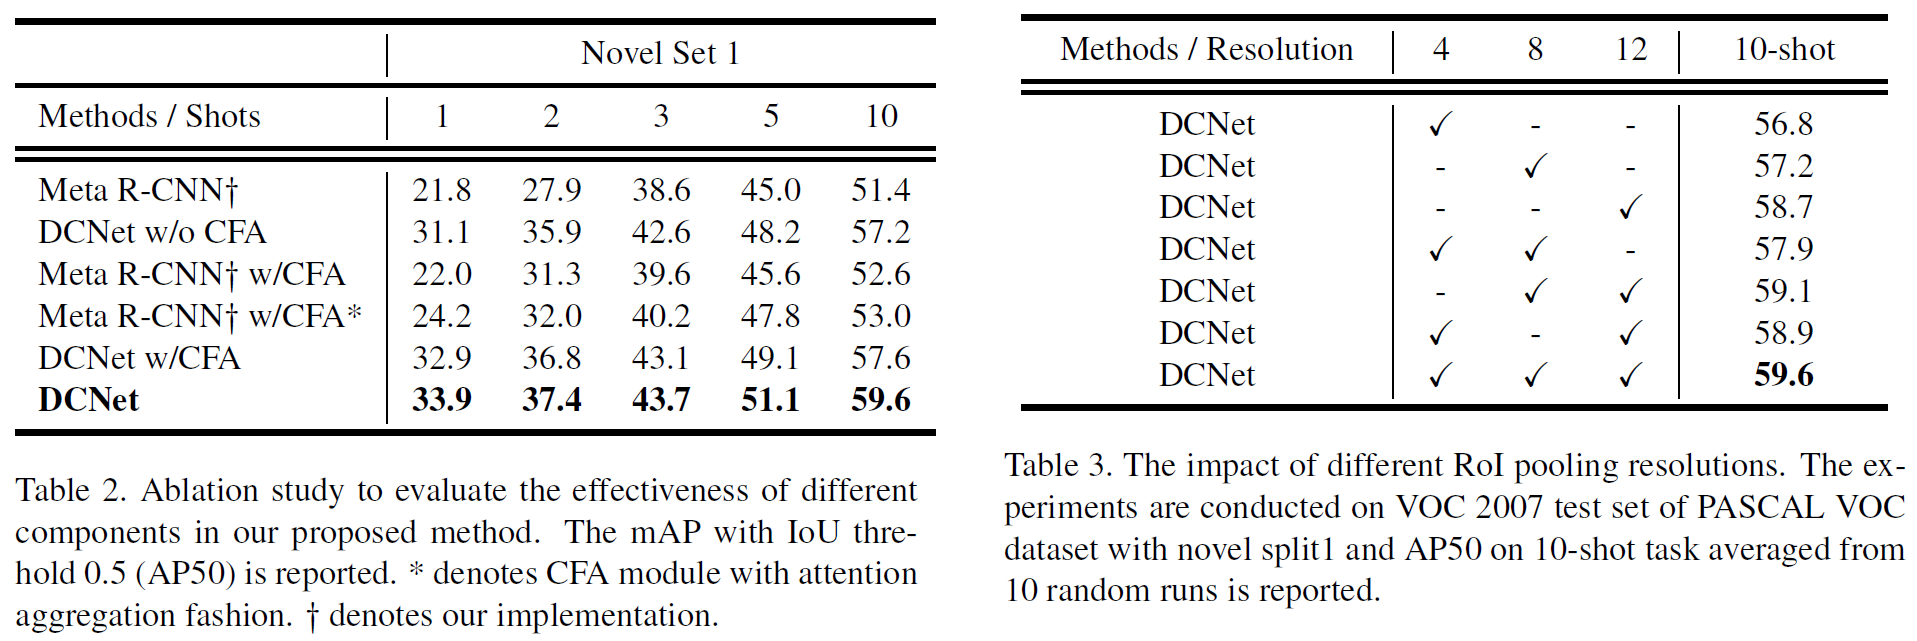 Novel Set 1
Methods / Shots 1 2 3 5 10
Meta R-CNN† 21.8 27.9 38.6 45.0 51.4
DCNet w/o CFA 31.1 35.9 42.6 48.2 57.2
Meta R-CNN† w/CFA 22.0 31.3 39.6 45.6 52.6
Meta R-CNN† w/CFA* 24.2 32.0 40.2 47.8 53.0
DCNet w/CFA 32.9 36.8 43.1 49.1 57.6
DCNet 33.9 37.4 43.7 51.1 59.6
Table 2. Ablation study to evaluate the effectiveness of different
components in our proposed method. The mAP with IoU thre-
hold 0.5 (AP50) is reported. * denotes CFA module with attention
aggregation fashion. † denotes our implementation.
Methods / Resolution 4 8 12 10-shot
DCNet ✓ - - 56.8
DCNet - ✓ - 57.2
DCNet - - ✓ 58.7
DCNet ✓ ✓ - 57.9
DCNet - ✓ ✓ 59.1
DCNet ✓ - ✓ 58.9
DCNet ✓ ✓ ✓ 59.6
Table 3. The impact of different RoI pooling resolutions. The ex-
periments are conducted on VOC 2007 test set of PASCAL VOC
dataset with novel split1 and AP50 on 10-shot task averaged from
10 random runs is reported.